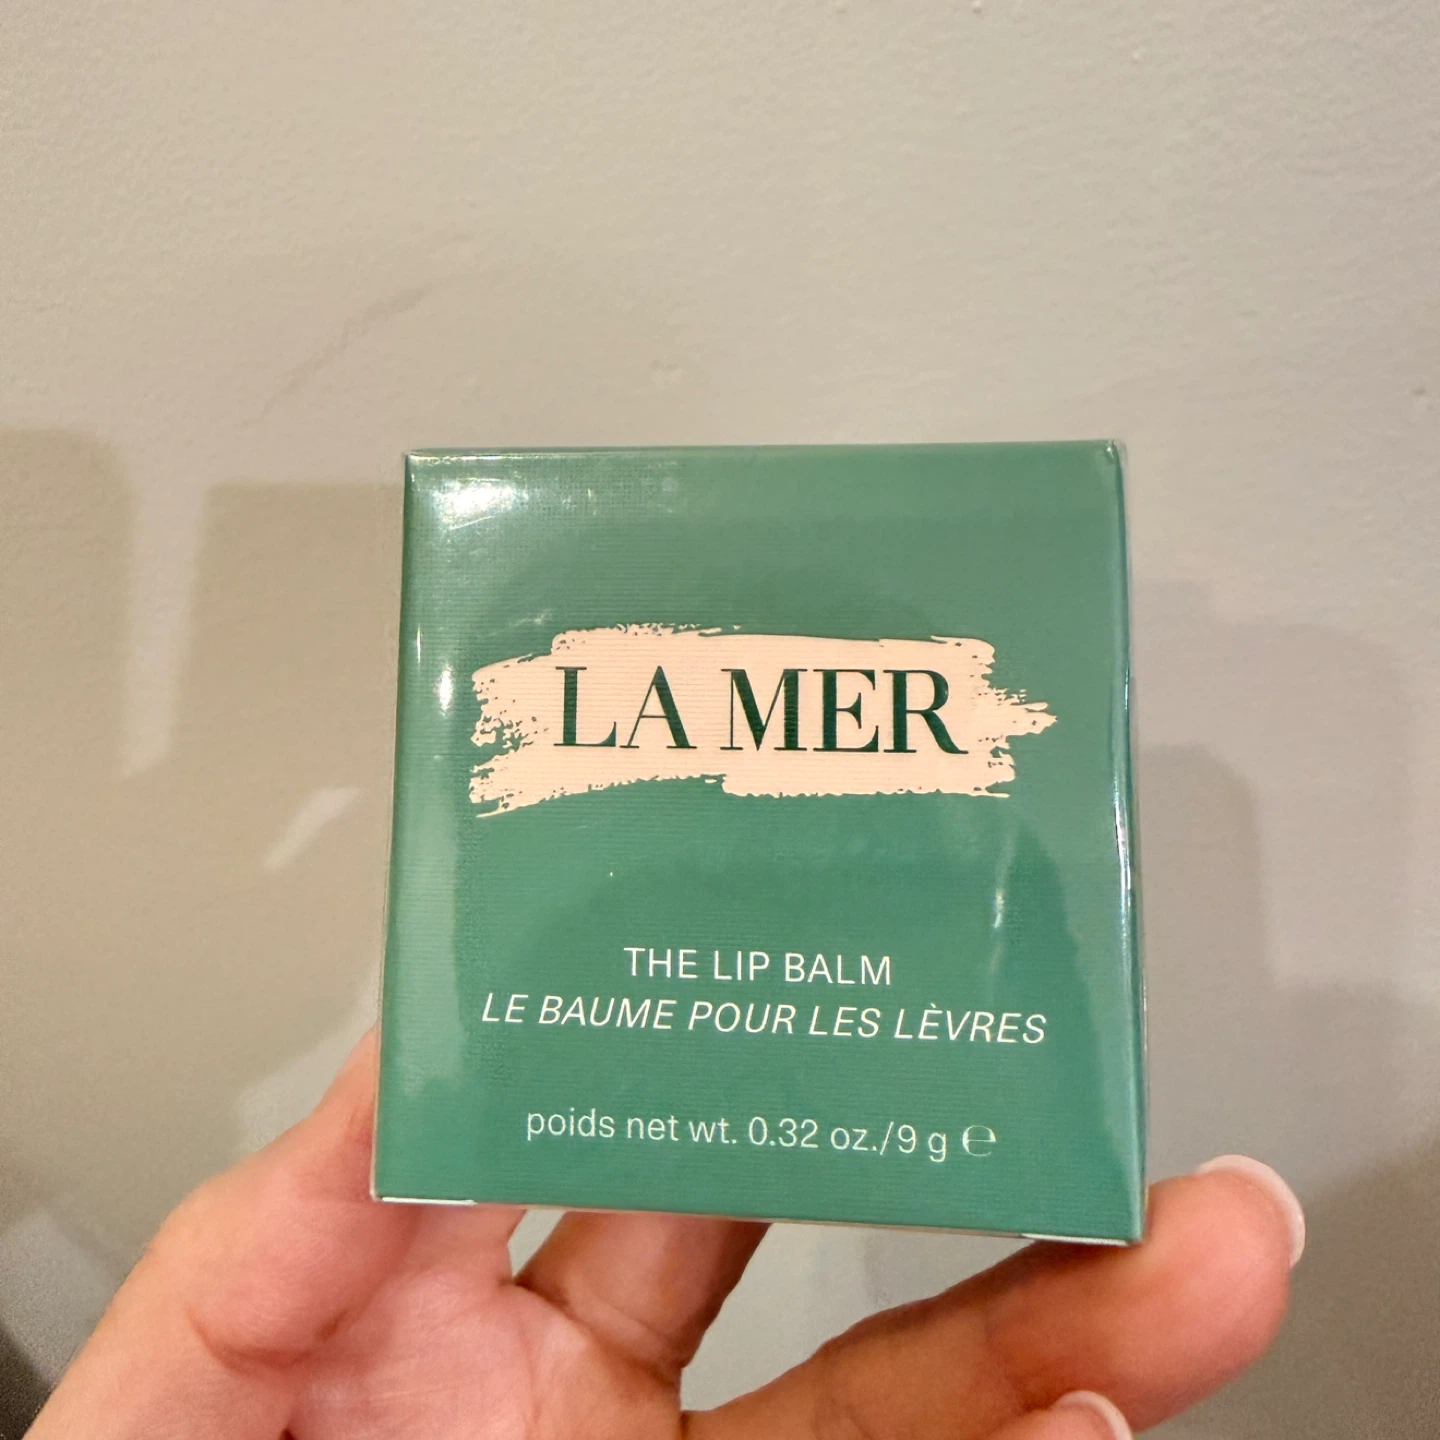 LA MER
THE LIP BALM
LE BAUME POUR LES LÈVRES
poids net wt. 0.32 oz./9 g ℮